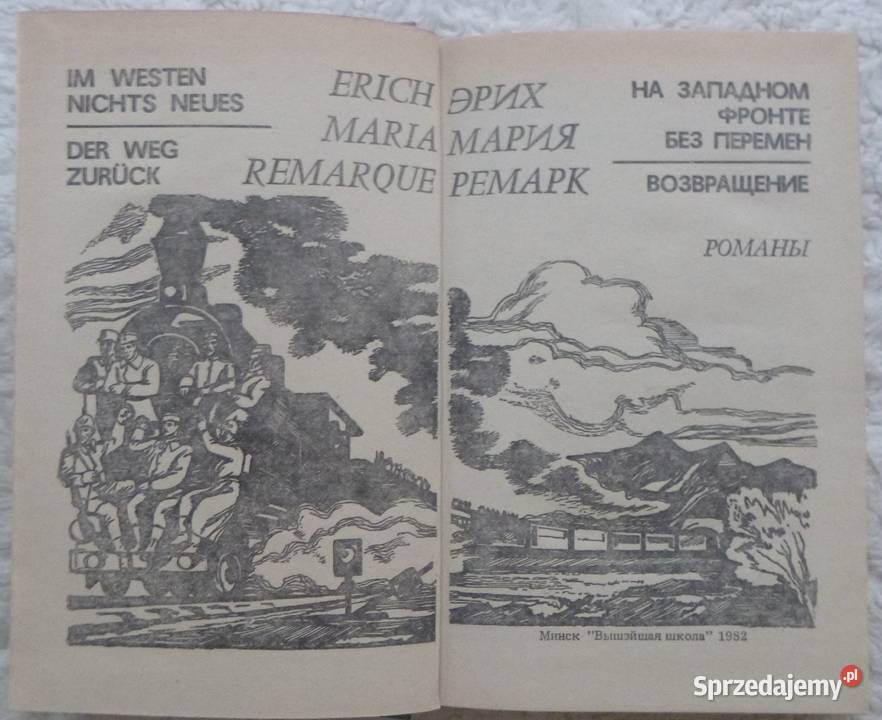 IM WESTEN
NICHTS NEUES
DER WEG
ZURÜCK
ERICH
MARIA
REMARQUE
ЭРИХ
МАРИЯ
РЕМАРК
НА ЗАПАДНОМ
ФРОНТЕ
БЕЗ ПЕРЕМЕН
ВОЗВРАЩЕНИЕ
РОМАНЫ
Минск "Вышэйшая школа" 1982
Sprzedajemy.pl